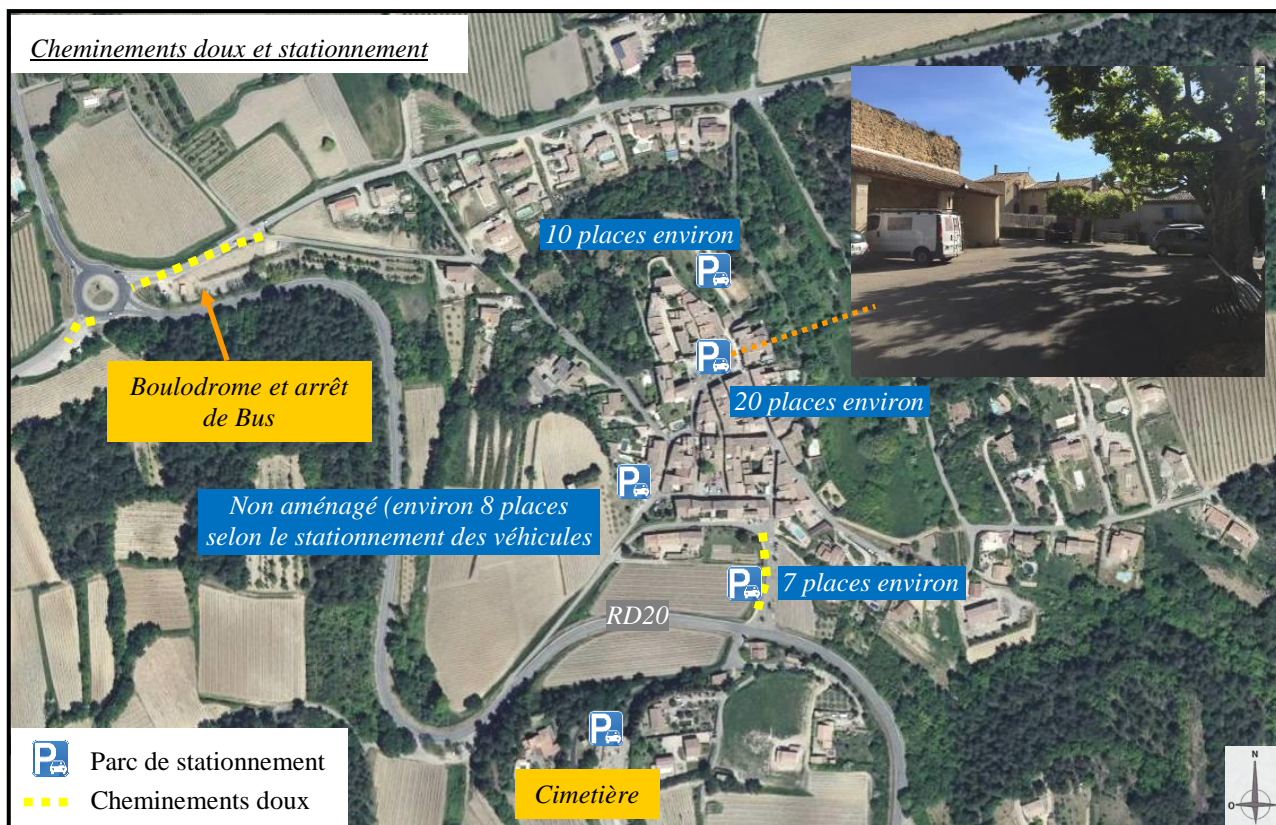 Cheminements doux et stationnement
10 places environ
20 places environ
Boulodrome et arrêt
de Bus
Non aménagé (environ 8 places
selon le stationnement des véhicules
7 places environ
RD20
Cimetière
P Parc de stationnement
Cheminements doux
N
O